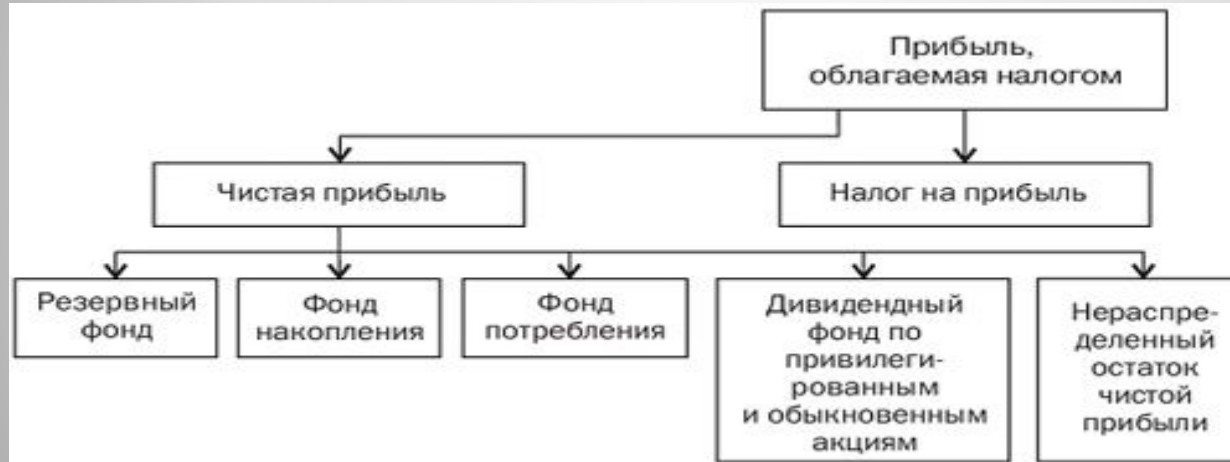 Прибыль,
облагаемая налогом
Чистая прибыль
Налог на прибыль
Резервный
фонд
Фонд
накопления
Фонд
потребления
Дивидендный
фонд по
привилеги-
рованным
и обыкновенным
акциям
Нераспре-
деленный
остаток
чистой
прибыли